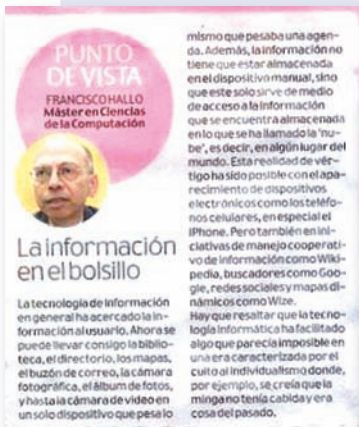 PUNTO
DE VISTA
FRANCISCO HALLO
Máster en Ciencias
de la Computación
La información
en el bolsillo
La tecnología de información
en general ha acercado la in-
formación al usuario. Ahora se
puede llevar consigo la biblio-
teca, el directorio, los mapas,
el buzón de correo, la cámara
fotográfica, el álbum de fotos,
y hasta la cámara de video en
un solo dispositivo que pesa lo
mismo que pesaba una agen-
da. Además, la información no
tiene que estar almacenada
en el dispositivo manual, sino
que este solo sirve de medio
de acceso a la información
que se encuentra almacenada
en lo que se ha llamado la 'nu-
be', es decir, en algún lugar del
mundo. Esta realidad de vér-
tigo ha sido posible con el apa-
recimiento de dispositivos
electrónicos como los teléfo-
nos celulares, en especial el
iPhone. Pero también en ini-
ciativas de manejo cooperati-
vo de información como Wiki-
pedia, buscadores como Goo-
gle, redes sociales y mapas di-
námicos como Wize.
Hay que resaltar que la tecno-
logía informática ha facilitado
algo que parecía imposible en
una era caracterizada por el
culto al individualismo donde,
por ejemplo, se creía que la
minga no tenía cabida y era
cosa del pasado.